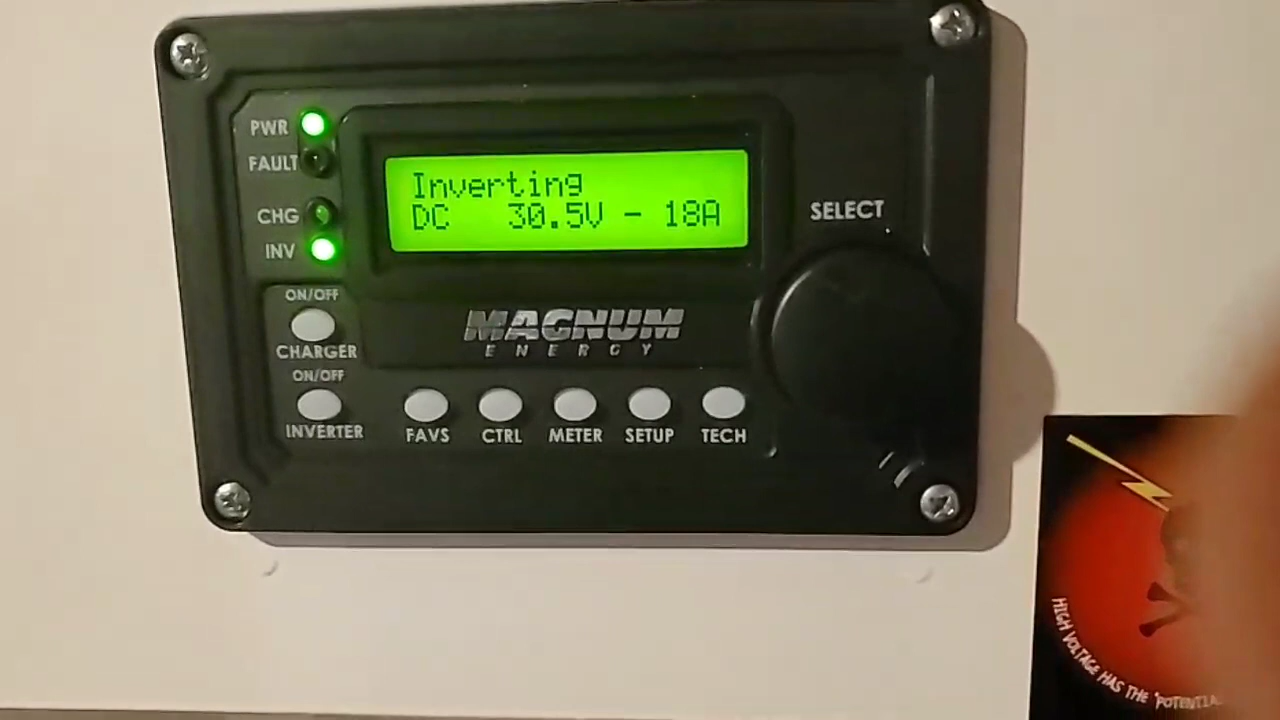 PWR
FAULT
CHG
INV
Inverting
DC 30.5V - 18A
SELECT
ON/OFF
CHARGER
ON/OFF
INVERTER
MAGNUM
ENERGY
FAVS
CTRL
METER
SETUP
TECH
HIGH VOLTAGE HAS THE 'POTENTIA